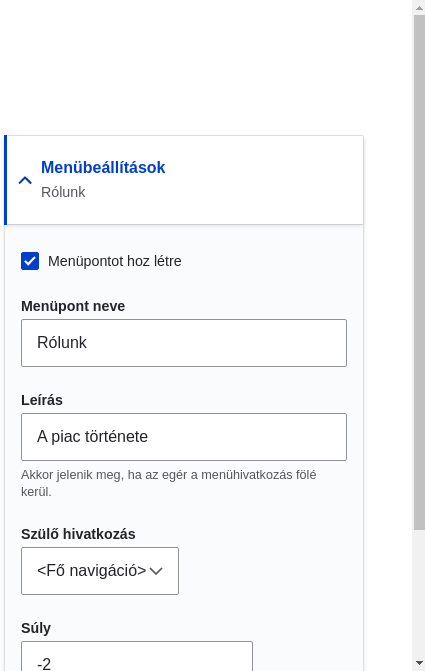 Menübeállítások
Rólunk
Menüpontot hoz létre
Menüpont neve
Rólunk
Leírás
A piac története
Akkor jelenik meg, ha az egér a menühivatkozás fölé
kerül.
Szülő hivatkozás
<Fő navigáció>
Súly
-2